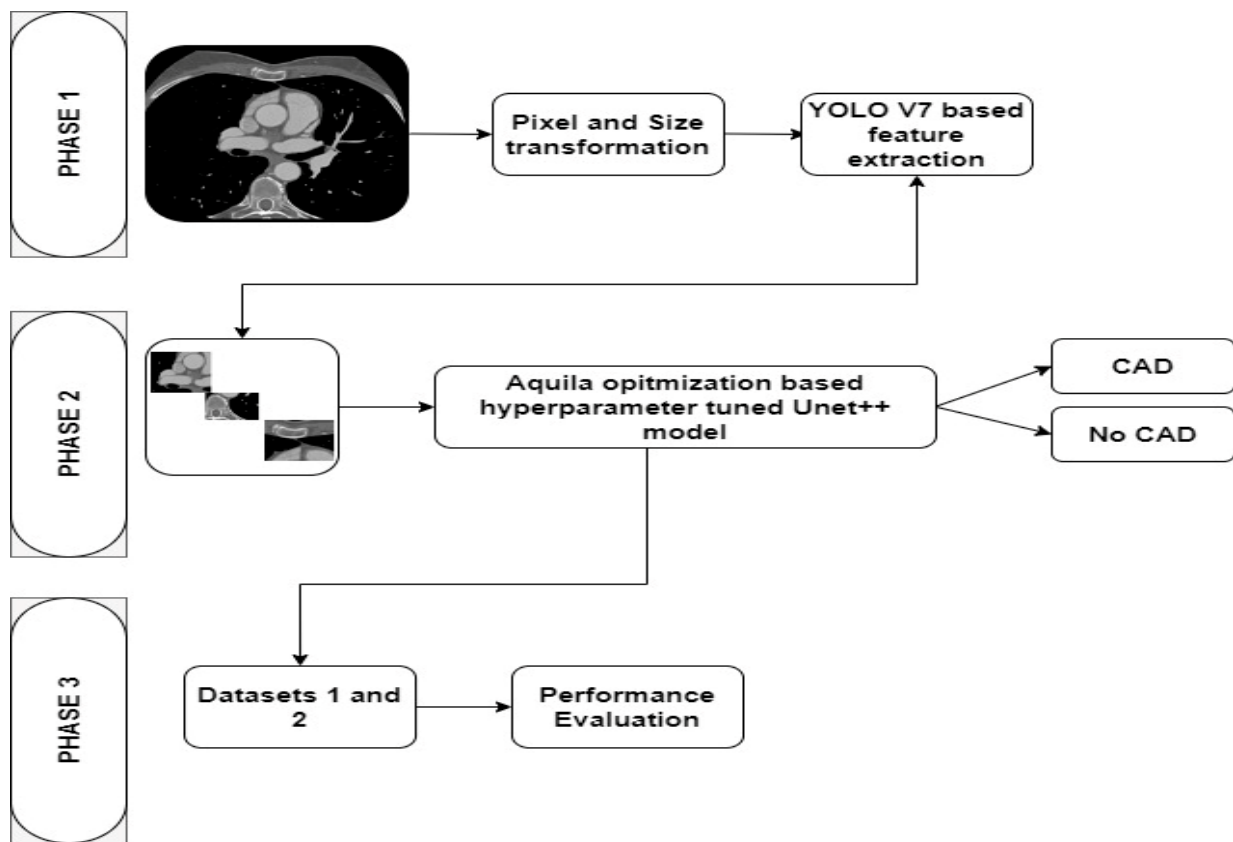 PHASE 1
Pixel and Size
transformation
YOLO V7 based
feature
extraction
PHASE 2
Aquila opitmization based
hyperparameter tuned Unet++
model
CAD
No CAD
PHASE 3
Datasets 1 and
2
Performance
Evaluation